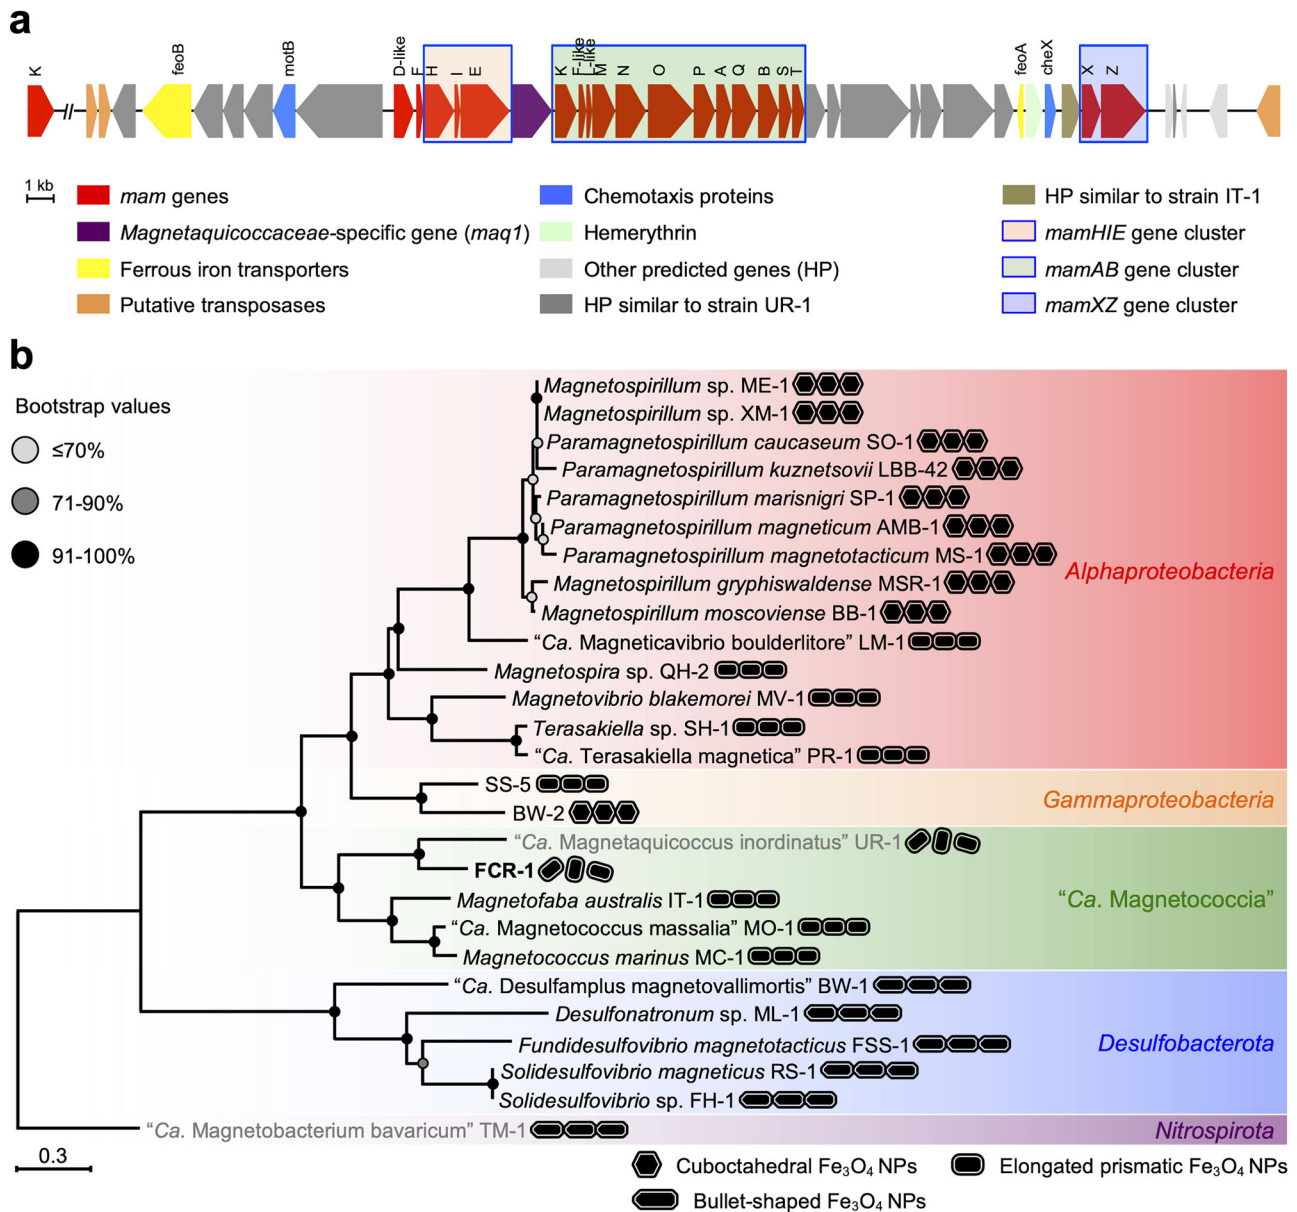 a
K
feoB
motB
D-like
F
H
I
E
K
F-like
L-like
M
N
O
P
A
Q
B
S
T
feoA
cheX
X
Z
1 kb
mam genes
Magnetaquicoccaceae-specific gene (maq1)
Ferrous iron transporters
Putative transposases
Chemotaxis proteins
Hemerythrin
Other predicted genes (HP)
HP similar to strain UR-1
HP similar to strain IT-1
mamHIE gene cluster
mamAB gene cluster
mamXZ gene cluster
b
Bootstrap values
≤70%
71-90%
91-100%
Magnetospirillum sp. ME-1
Magnetospirillum sp. XM-1
Paramagnetospirillum caucaseum SO-1
Paramagnetospirillum kuznetsovii LBB-42
Paramagnetospirillum marisnigri SP-1
Paramagnetospirillum magneticum AMB-1
Paramagnetospirillum magnetotacticum MS-1
Alphaproteobacteria
Magnetospirillum gryphiswaldense MSR-1
Magnetospirillum moscoviense BB-1
“Ca. Magneticavibrio boulderlitore” LM-1
Magnetospira sp. QH-2
Magnetovibrio blakemorei MV-1
Terasakiella sp. SH-1
“Ca. Terasakiella magnetica” PR-1
SS-5
Gammaproteobacteria
BW-2
“Ca. Magnetaquicoccus inordinatus” UR-1
FCR-1
Magnetofaba australis IT-1
“Ca. Magnetococcia”
“Ca. Magnetococcus massalia” MO-1
Magnetococcus marinus MC-1
“Ca. Desulfamplus magnetovallimortis” BW-1
Desulfonatronum sp. ML-1
Fundidesulfovibrio magnetotacticus FSS-1
Desulfobacterota
Solidesulfovibrio magneticus RS-1
Solidesulfovibrio sp. FH-1
“Ca. Magnetobacterium bavaricum” TM-1
Nitrospirota
0.3
Cuboctahedral Fe₃O₄ NPs
Elongated prismatic Fe₃O₄ NPs
Bullet-shaped Fe₃O₄ NPs